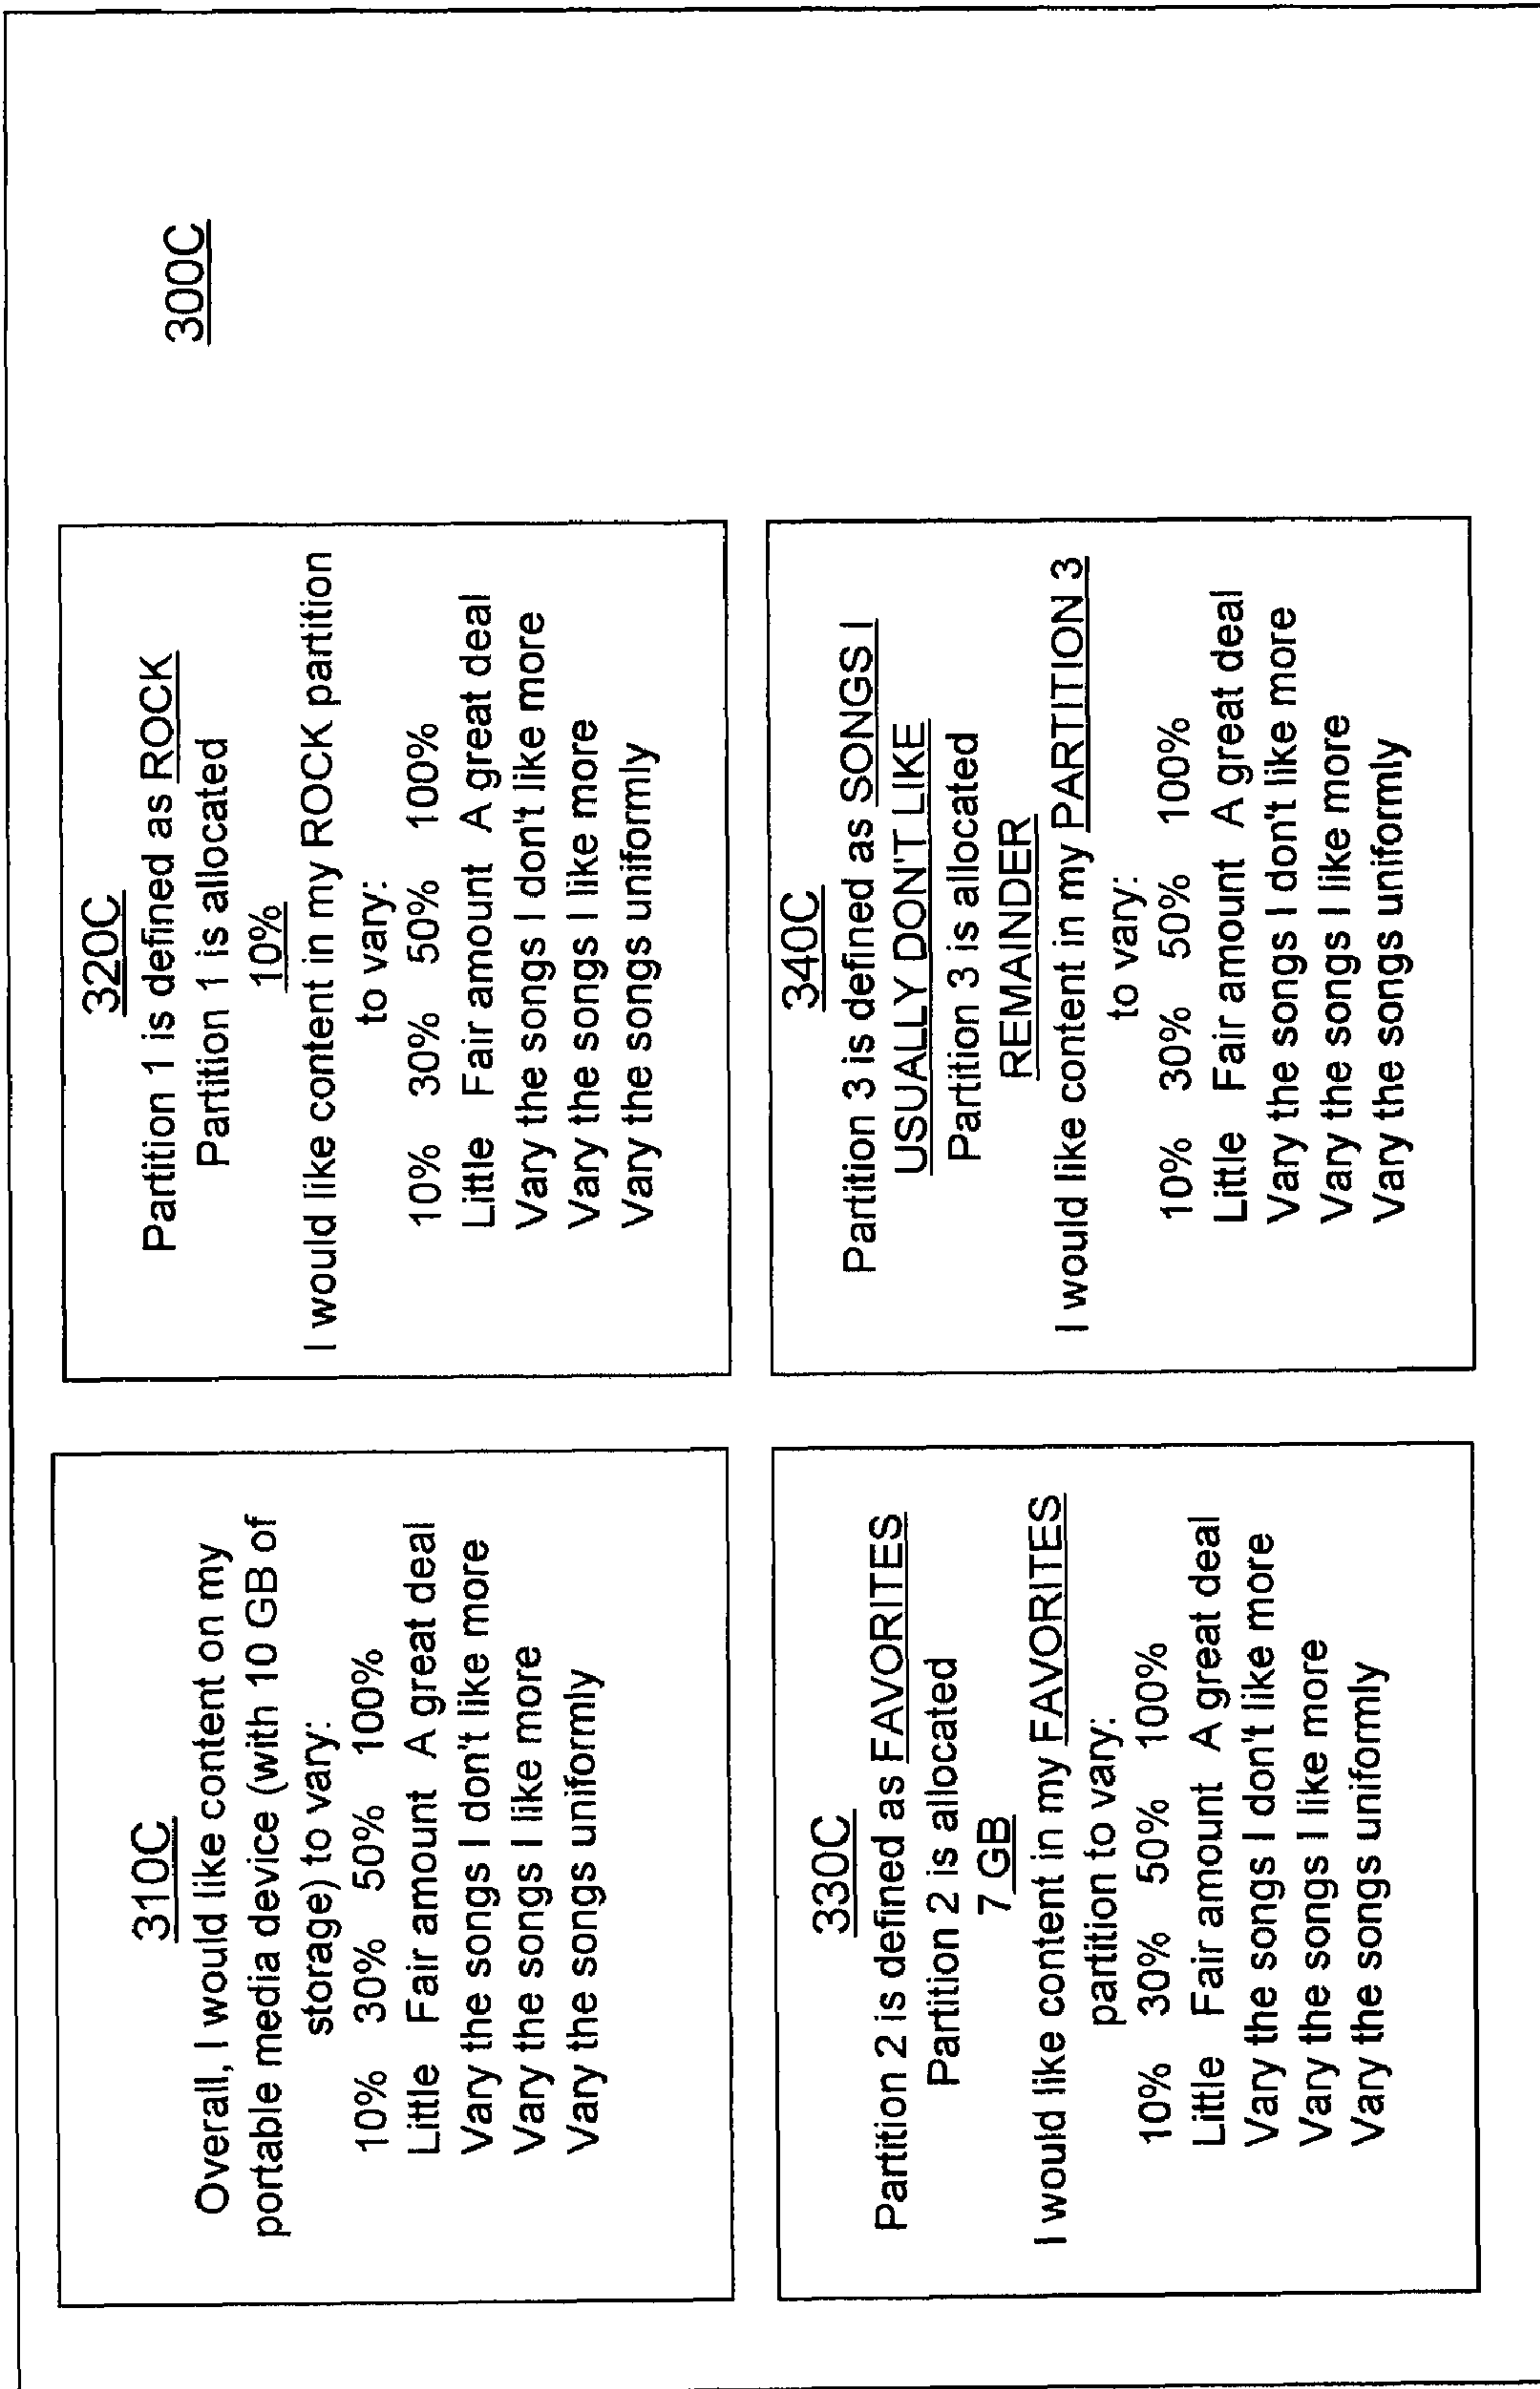 300C
310C
Overall, I would like content on my
portable media device (with 10 GB of
storage) to vary:
10% 30% 50% 100%
Little Fair amount A great deal
Vary the songs I don't like more
Vary the songs I like more
Vary the songs uniformly
320C
Partition 1 is defined as ROCK
Partition 1 is allocated
10%
I would like content in my ROCK partition
to vary:
10% 30% 50% 100%
Little Fair amount A great deal
Vary the songs I don't like more
Vary the songs I like more
Vary the songs uniformly
330C
Partition 2 is defined as FAVORITES
Partition 2 is allocated
7 GB
I would like content in my FAVORITES
partition to vary:
10% 30% 50% 100%
Little Fair amount A great deal
Vary the songs I don't like more
Vary the songs I like more
Vary the songs uniformly
340C
Partition 3 is defined as SONGS I
USUALLY DON'T LIKE
Partition 3 is allocated
REMAINDER
I would like content in my PARTITION 3
to vary:
10% 30% 50% 100%
Little Fair amount A great deal
Vary the songs I don't like more
Vary the songs I like more
Vary the songs uniformly